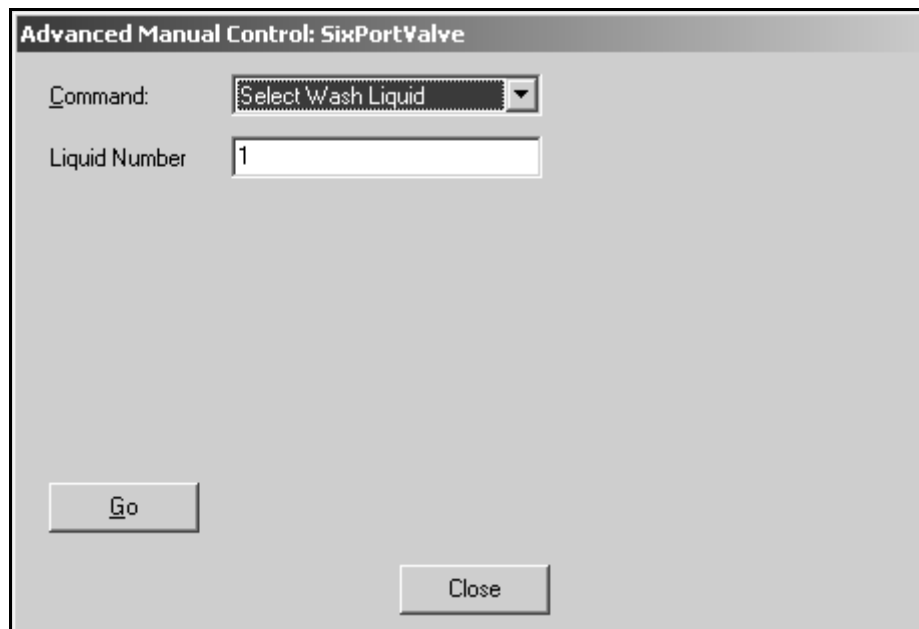 Advanced Manual Control: SixPortValve
Command: Select Wash Liquid
Liquid Number 1
Go
Close